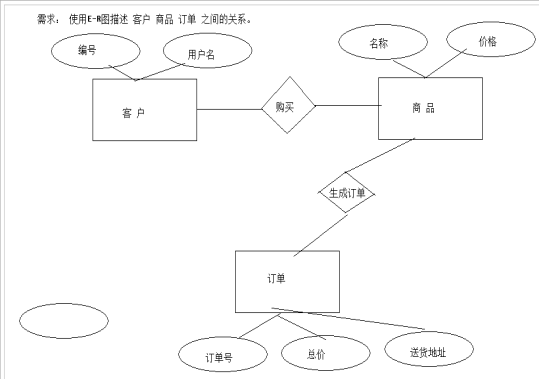 需求： 使用E-R图描述 客户 商品 订单 之间的关系。
编号
用户名
名称
价格
客 户
购买
商 品
生成订单
订单
订单号
总价
送货地址